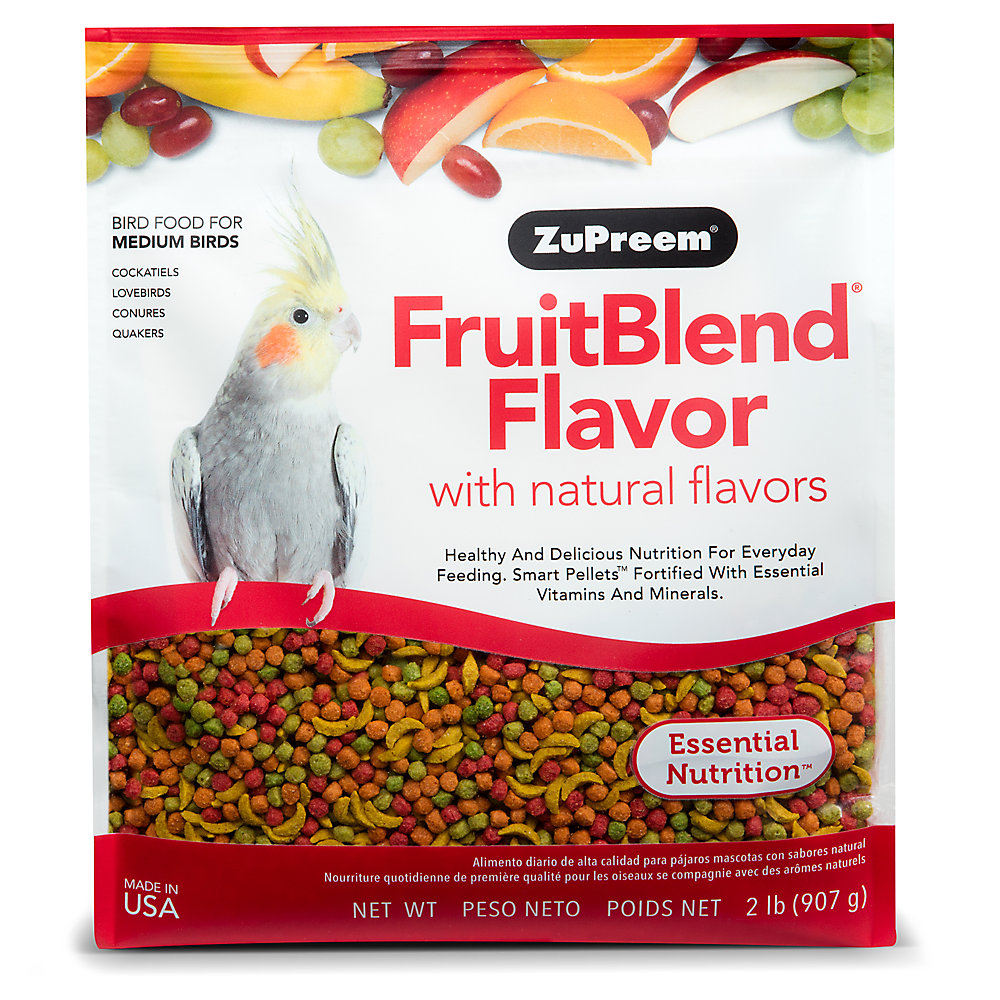 BIRD FOOD FOR
MEDIUM BIRDS
COCKATIELS
LOVEBIRDS
CONURES
QUAKERS
ZuPreem®
FruitBlend®
Flavor
with natural flavors
Healthy And Delicious Nutrition For Everyday
Feeding. Smart Pellets™ Fortified With Essential
Vitamins And Minerals.
Essential
Nutrition™
Alimento diario de alta calidad para pájaros mascotas con sabores natural
Nourriture quotidienne de première qualité pour les oiseaux se compagnie avec des arômes naturels
MADE IN
USA
NET WT PESO NETO POIDS NET 2 lb (907 g)